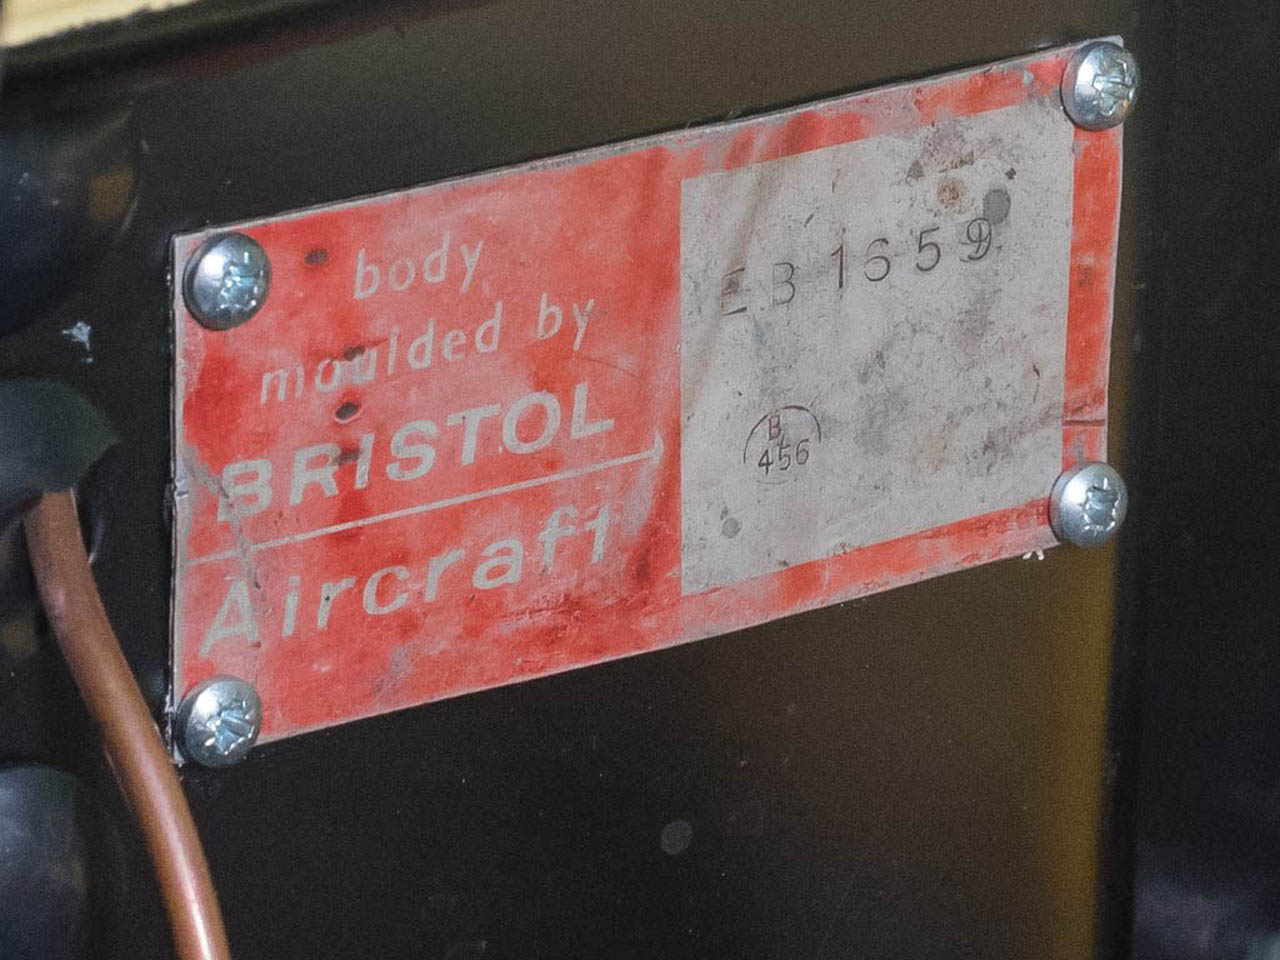 body
moulded by
BRISTOL
Aircraft
EB 1659
B
456